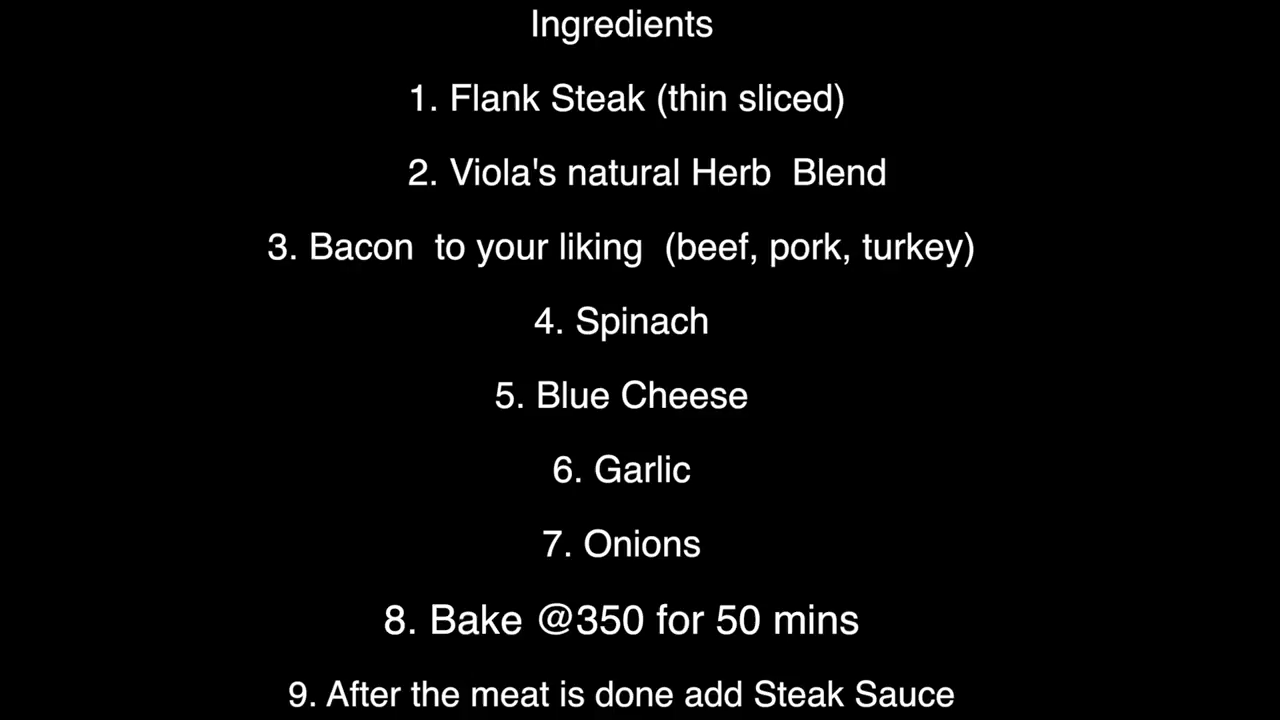 Ingredients
1. Flank Steak (thin sliced)
2. Viola's natural Herb  Blend
3. Bacon  to your liking  (beef, pork, turkey)
4. Spinach
5. Blue Cheese
6. Garlic
7. Onions
8. Bake @350 for 50 mins
9. After the meat is done add Steak Sauce